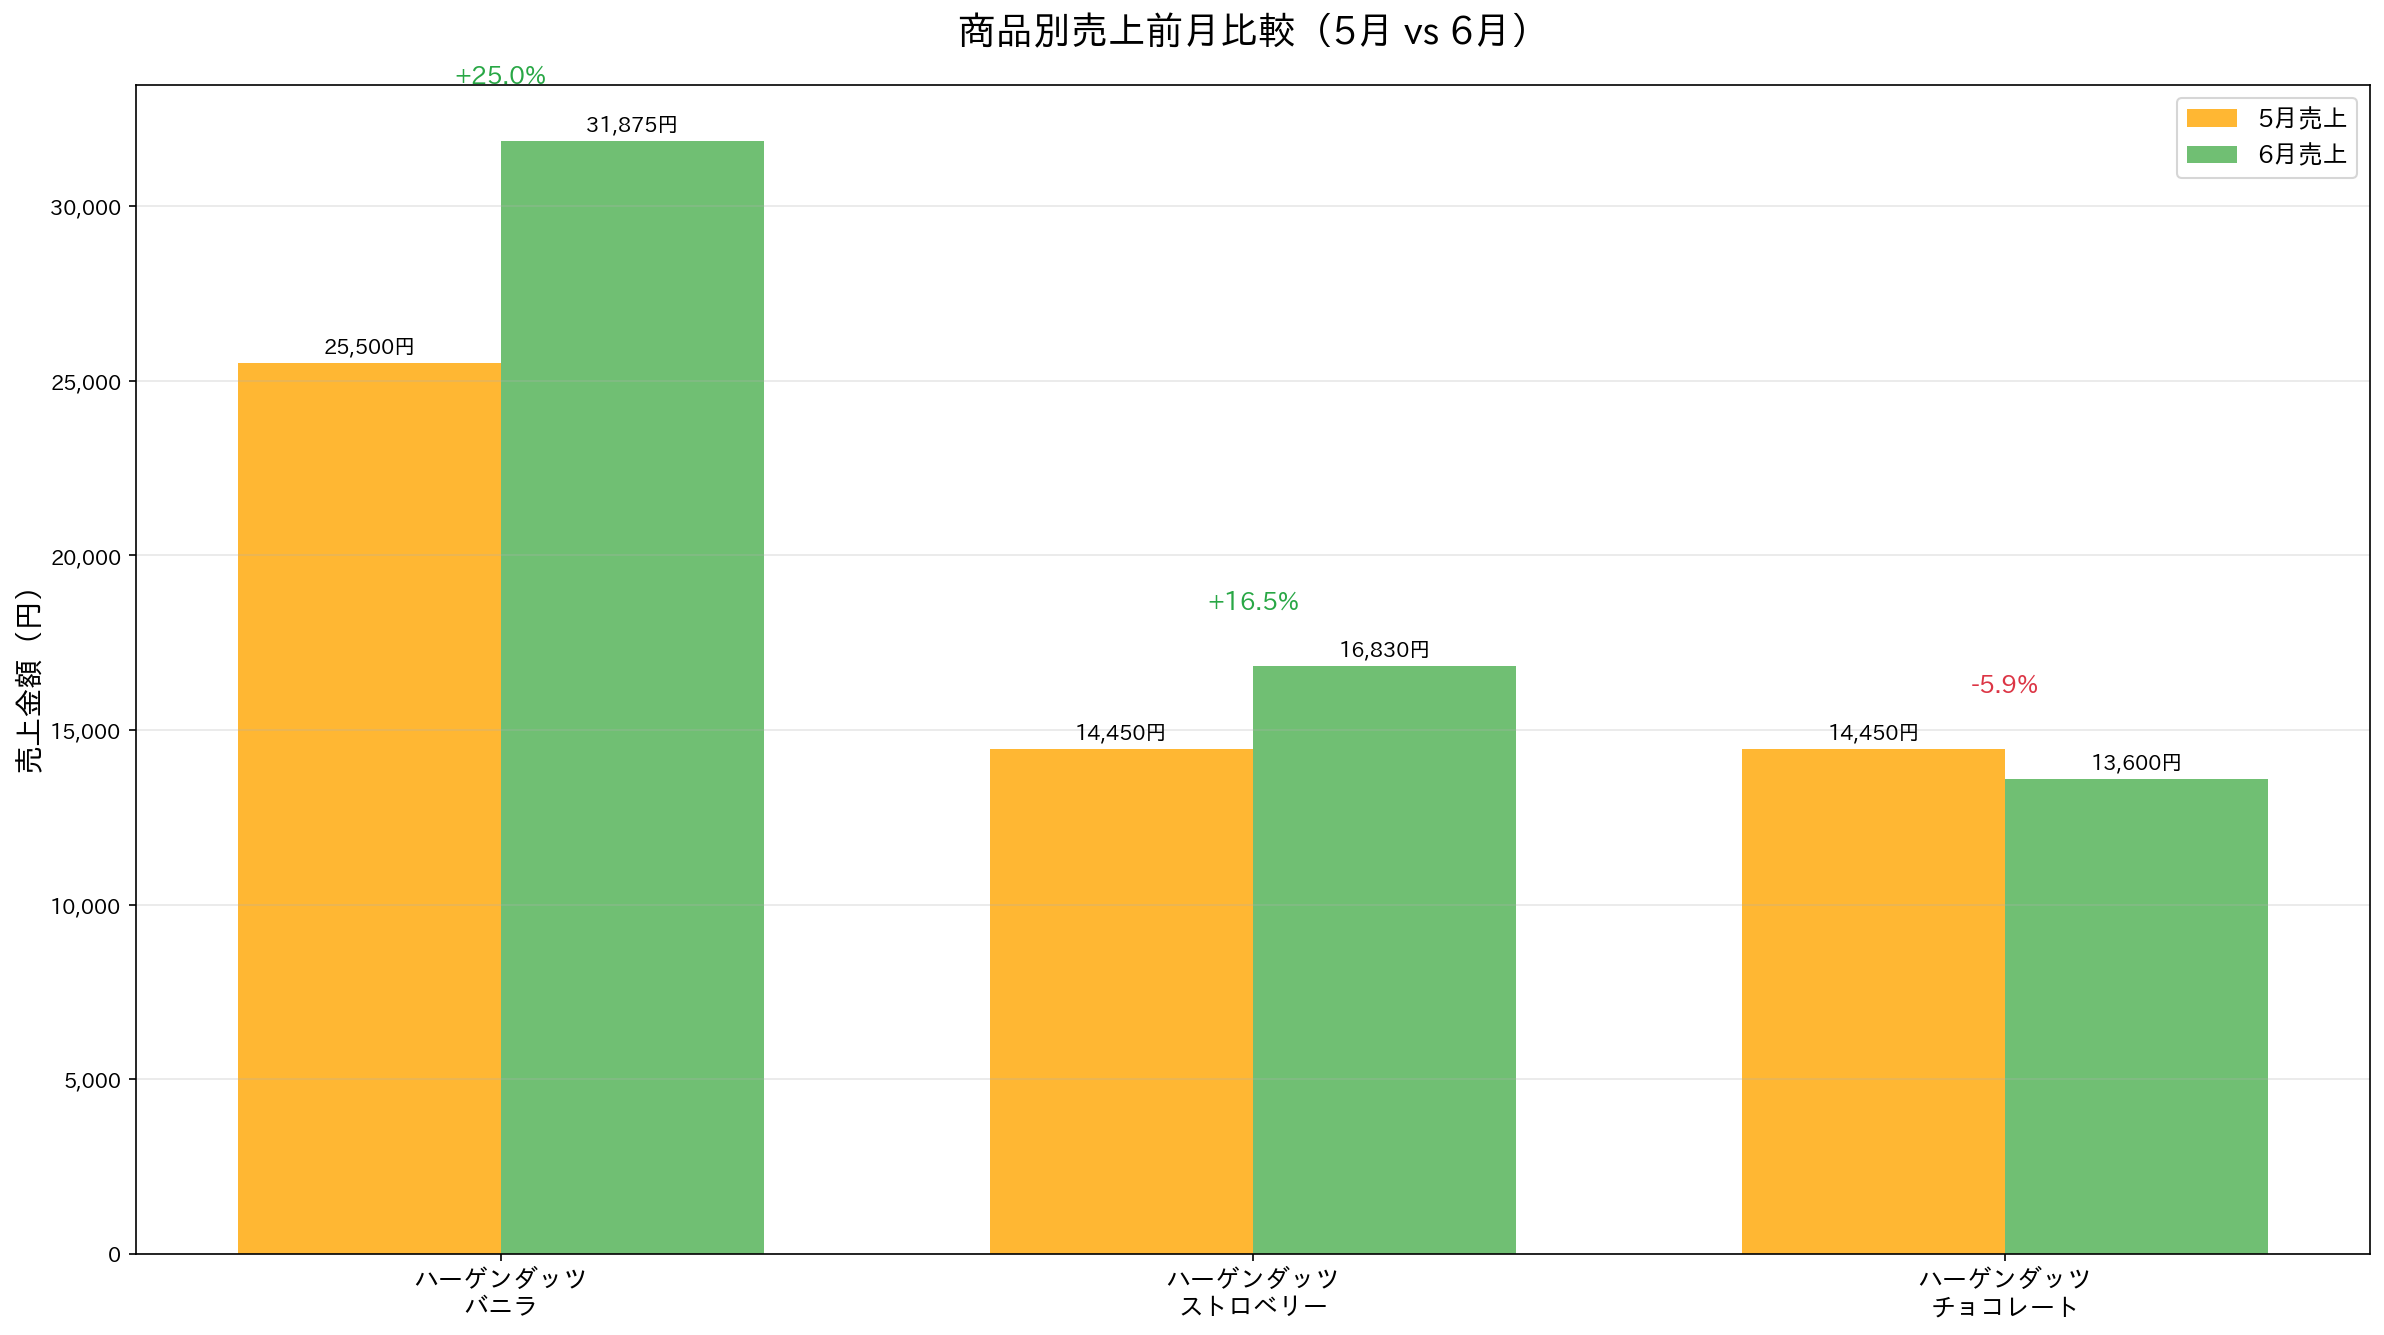 商品別売上前月比較（5月 vs 6月）
+25.0%
31,875円
25,500円
+16.5%
16,830円
14,450円
-5.9%
14,450円
13,600円
5月売上
6月売上
売上金額（円）
30,000
25,000
20,000
15,000
10,000
5,000
0
ハーゲンダッツ
バニラ
ハーゲンダッツ
ストロベリー
ハーゲンダッツ
チョコレート